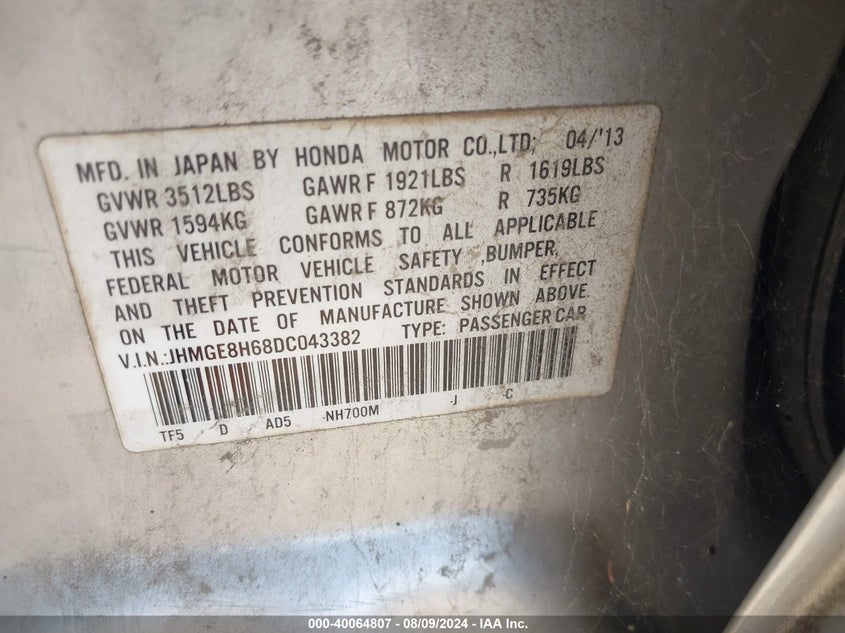 MFD. IN JAPAN BY HONDA MOTOR CO.,LTD; 04/'13
GVWR 3512LBS GAWR F 1921LBS R 1619LBS
GVWR 1594KG GAWR F 872KG R 735KG
THIS VEHICLE CONFORMS TO ALL APPLICABLE
FEDERAL MOTOR VEHICLE SAFETY ,BUMPER,
AND THEFT PREVENTION STANDARDS IN EFFECT
ON THE DATE OF MANUFACTURE SHOWN ABOVE.
V.I.N.:JHMGE8H68DC043382 TYPE: PASSENGER CAR
TF5 D AD5 -NH700M -J -C
000-40064807 - 08/09/2024 - IAA Inc.